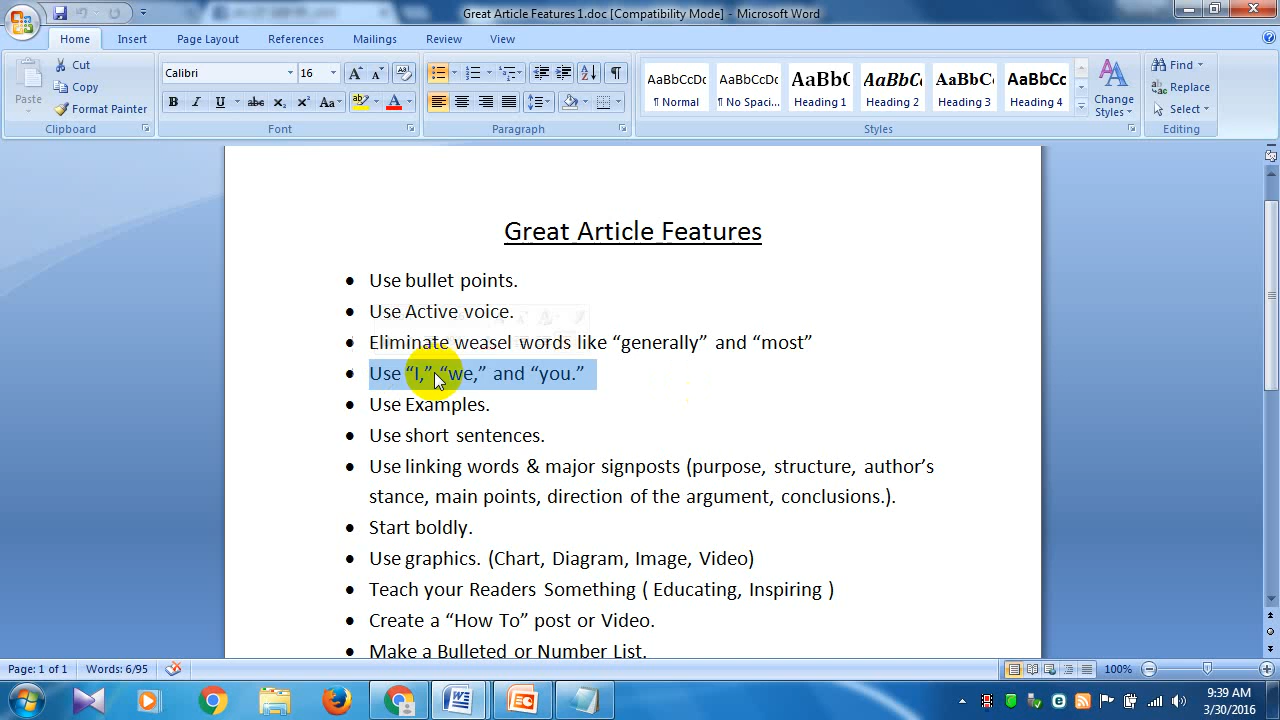 Great Article Features 1.doc [Compatibility Mode] - Microsoft Word
Home Insert Page Layout References Mailings Review View
Paste
Cut
Copy
Format Painter
Clipboard
Calibri 16
B I U abc x₂ x² Aa
Font
Paragraph
AaBbCcDc AaBbCcDc AaBbC AaBbC AaBbC AaBbCc
¶ Normal ¶ No Spaci... Heading 1 Heading 2 Heading 3 Heading 4
Change Styles
Styles
Find
Replace
Select
Editing
Great Article Features
• Use bullet points.
• Use Active voice.
• Eliminate weasel words like “generally” and “most”
• Use “I,” “we,” and “you.”
• Use Examples.
• Use short sentences.
• Use linking words & major signposts (purpose, structure, author’s
stance, main points, direction of the argument, conclusions.).
• Start boldly.
• Use graphics. (Chart, Diagram, Image, Video)
• Teach your Readers Something ( Educating, Inspiring )
• Create a “How To” post or Video.
• Make a Bulleted or Number List.
Page: 1 of 1 Words: 6/95 100%
9:39 AM
3/30/2016